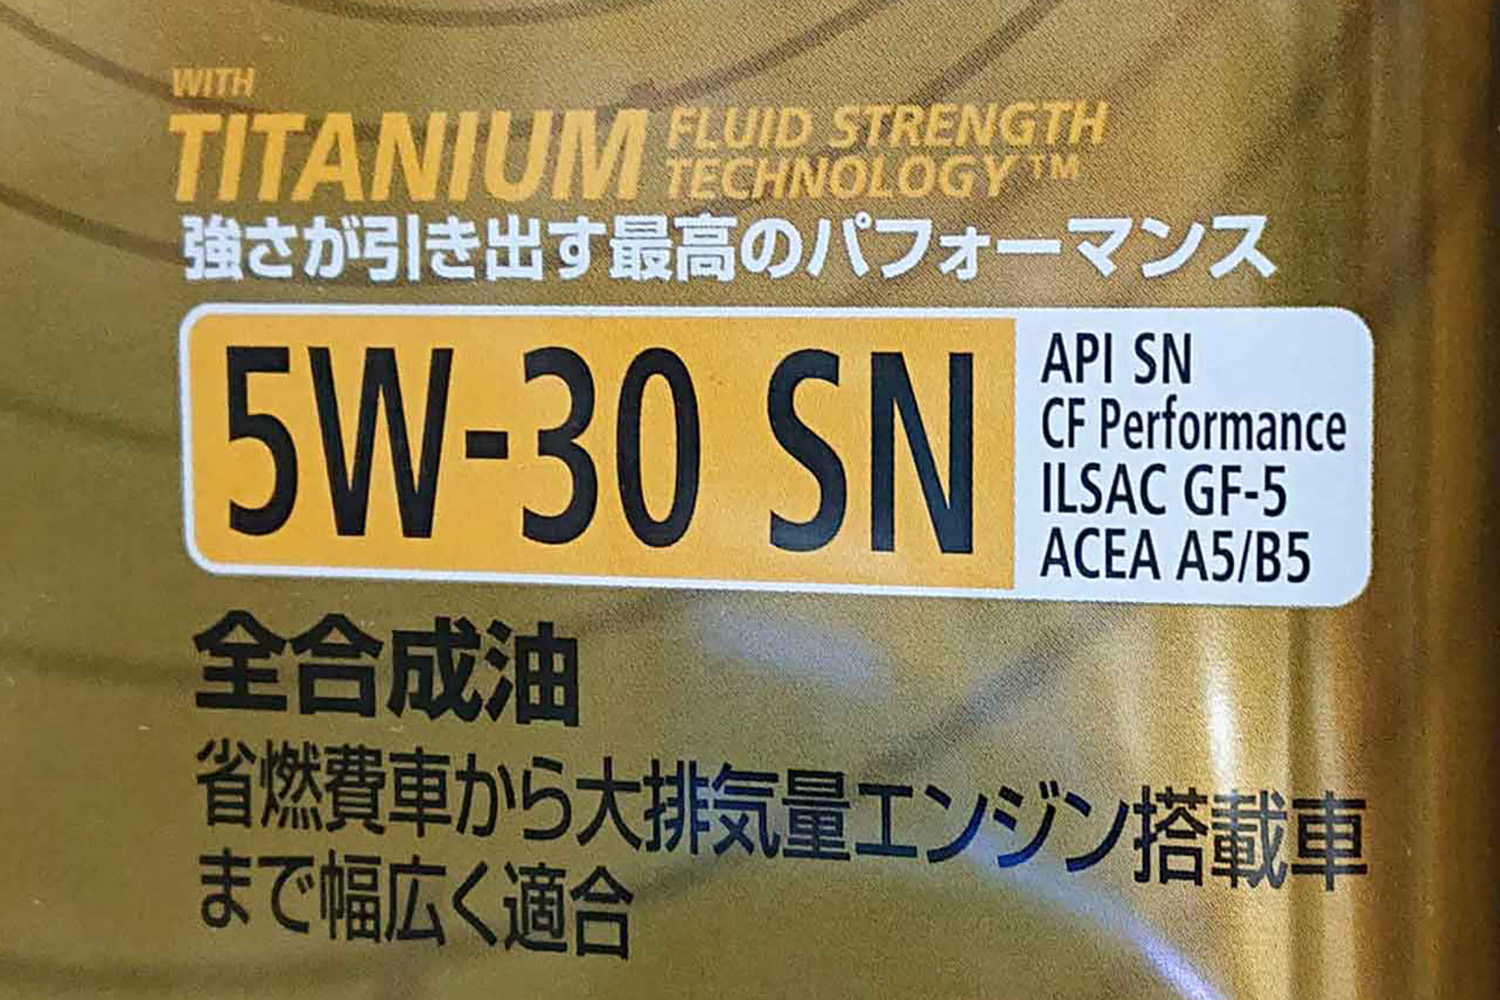 WITH
TITANIUM FLUID STRENGTH
TECHNOLOGY™
強さが引き出す最高のパフォーマンス
5W-30 SN
API SN
CF Performance
ILSAC GF-5
ACEA A5/B5
全合成油
省燃費車から大排気量エンジン搭載車
まで幅広く適合